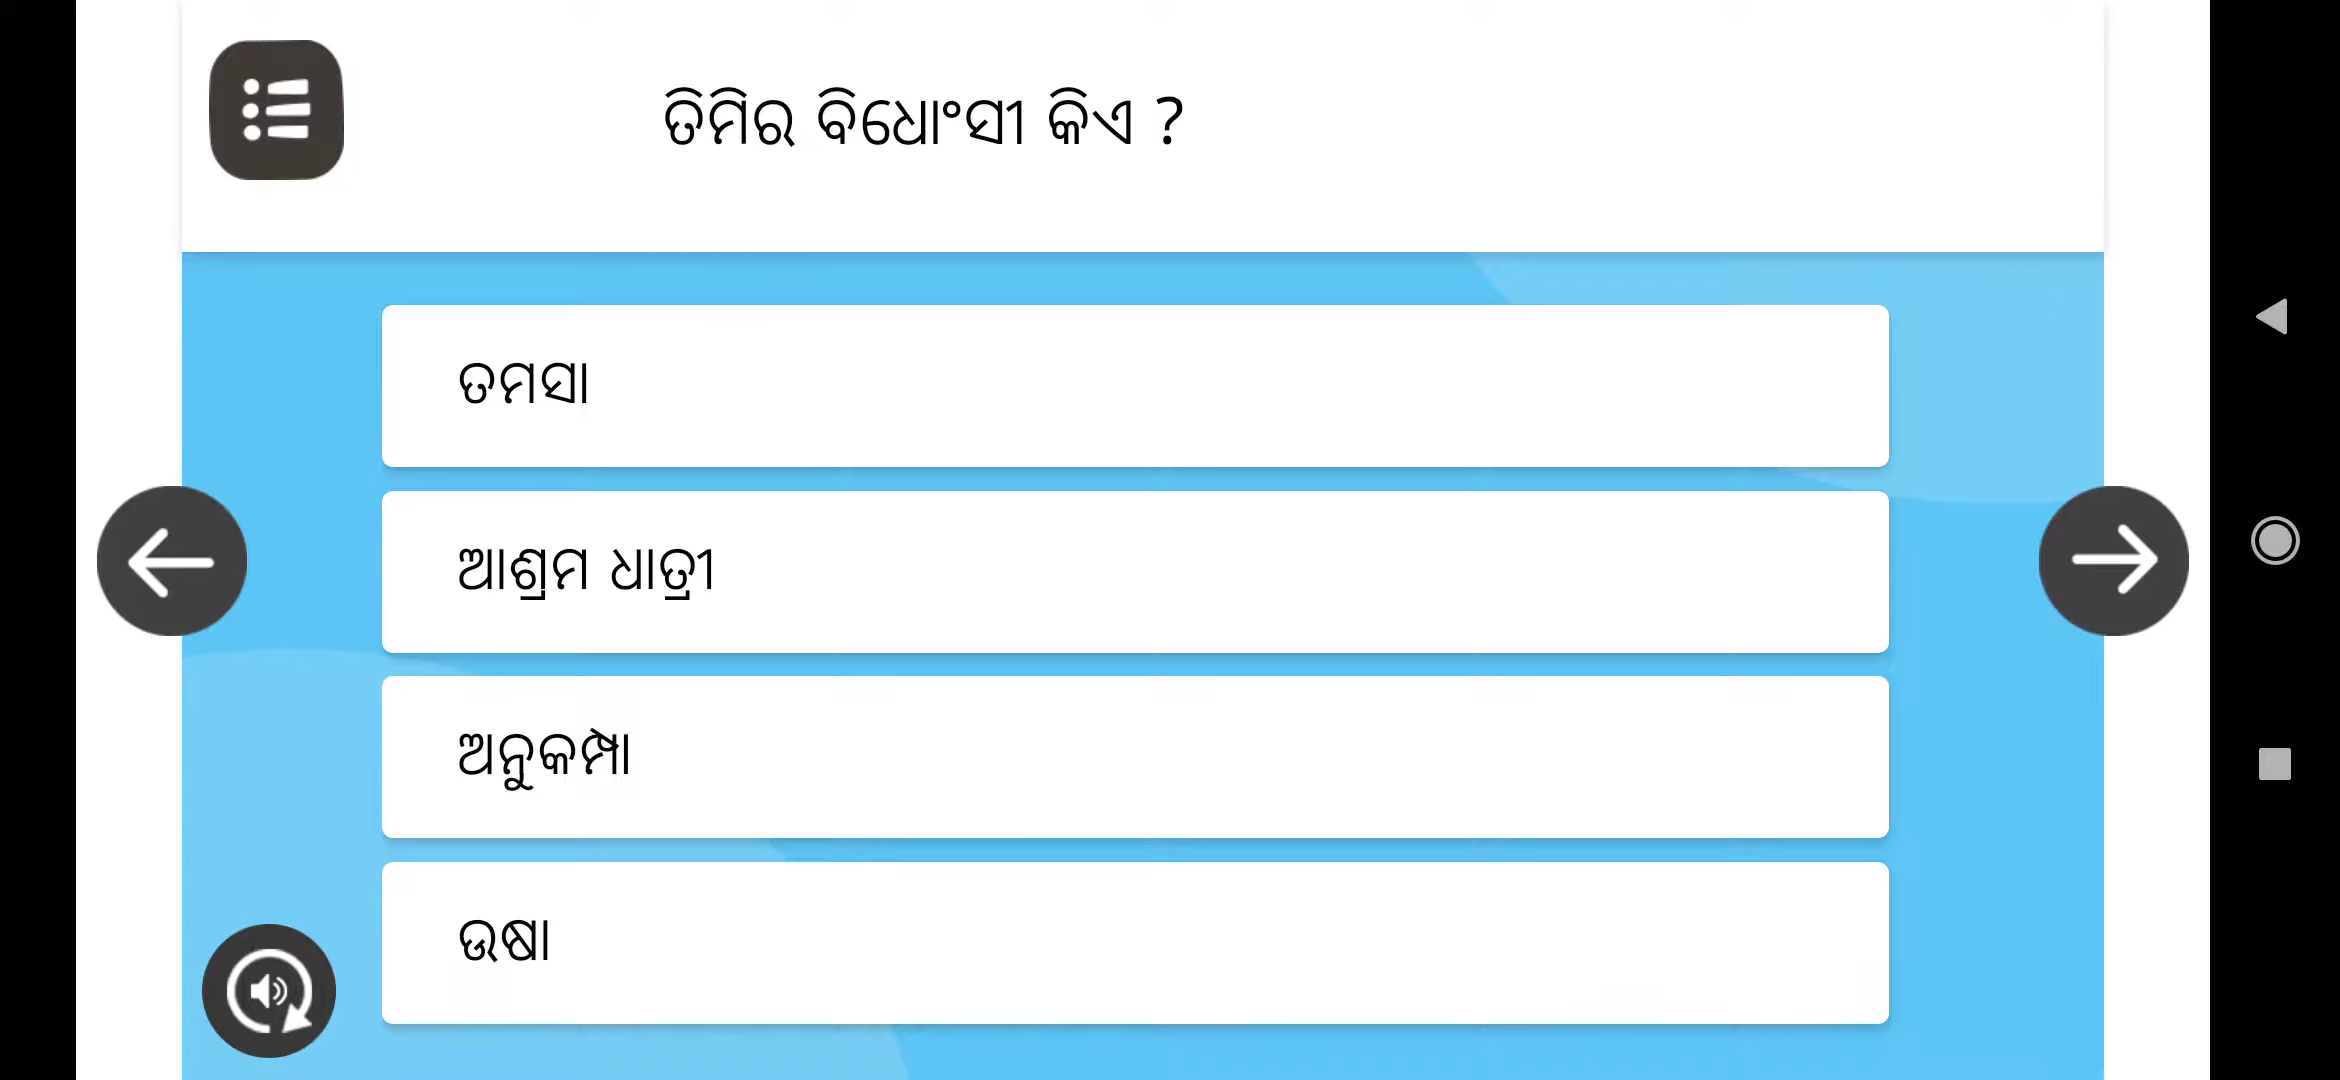 ତିମିର ବିଧୋଂସୀ କିଏ ?
ତମସା
ଆଶ୍ରମ ଧାତ୍ରୀ
ଅନୁକମ୍ପା
ଉଷା